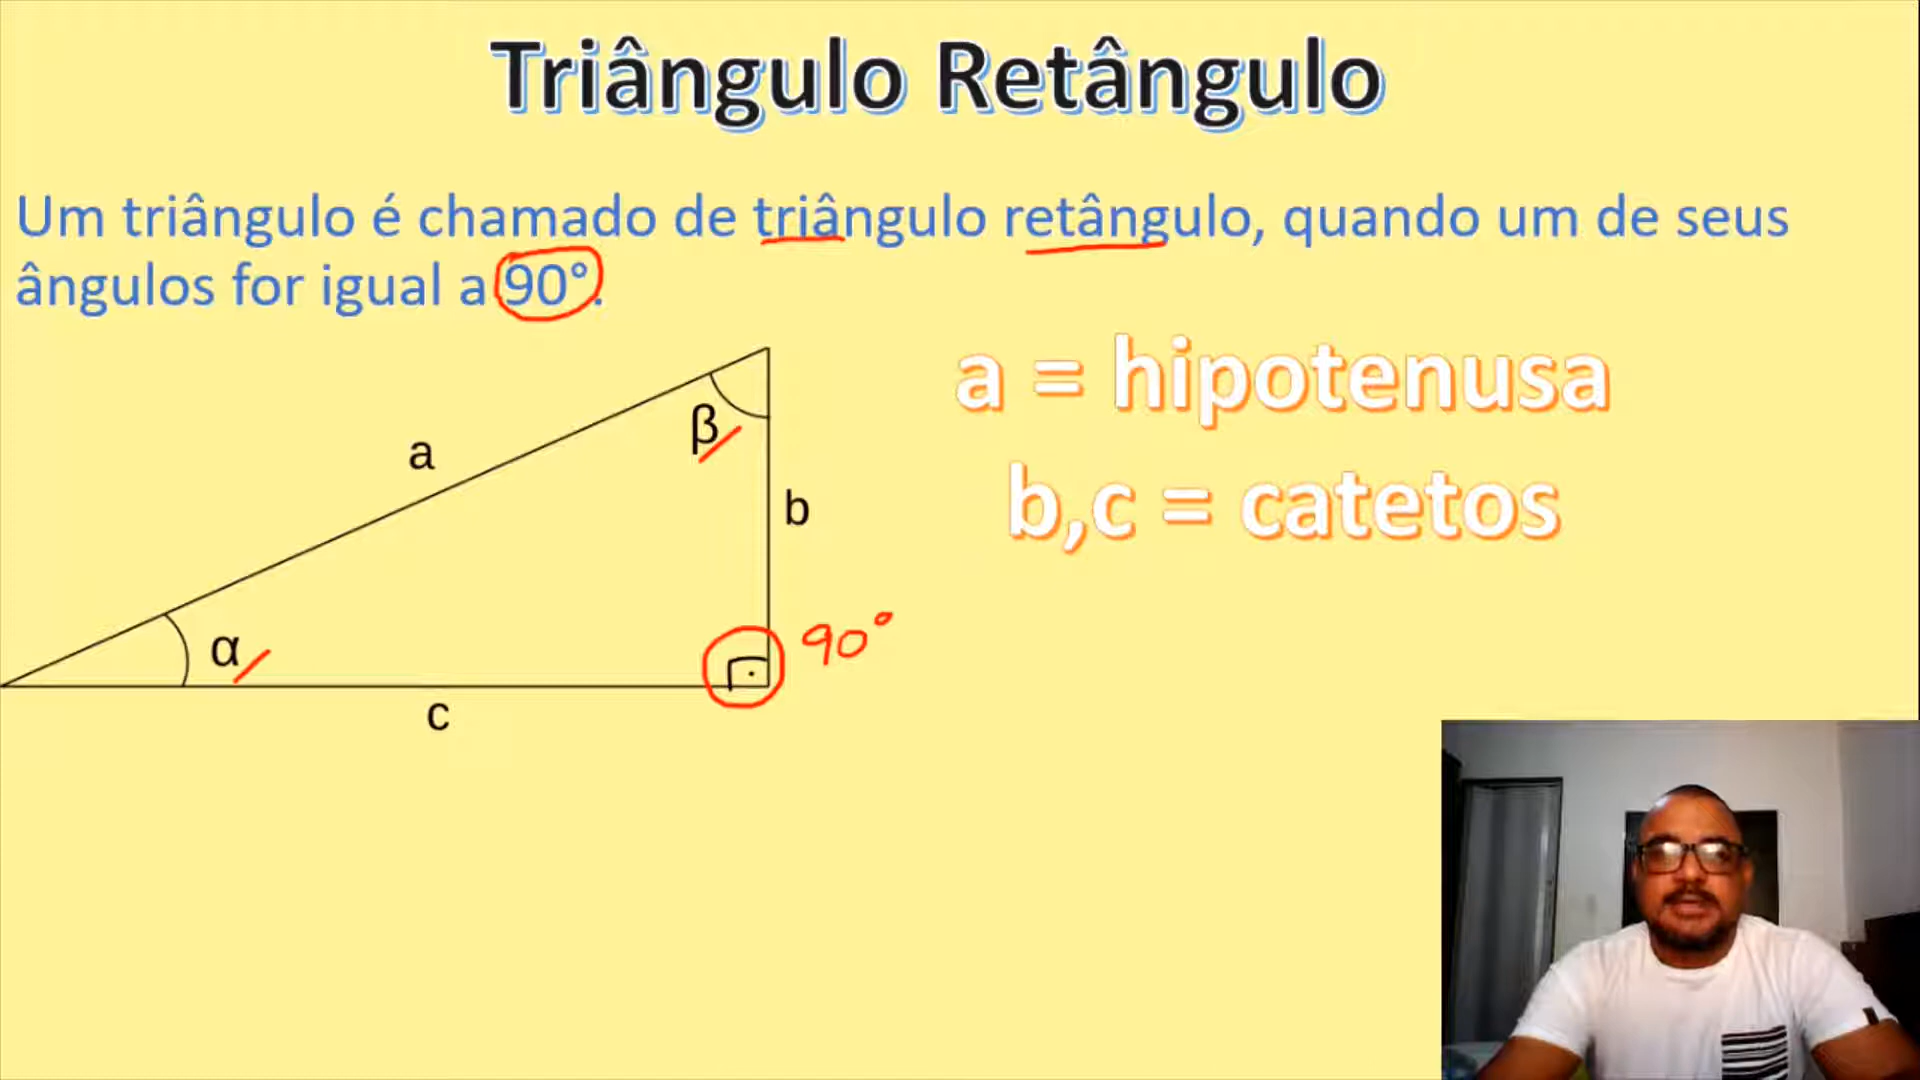 Triângulo Retângulo
Um triângulo é chamado de triângulo retângulo, quando um de seus
ângulos for igual a 90°.
a = hipotenusa
b,c = catetos
a
β
b
α
90°
c